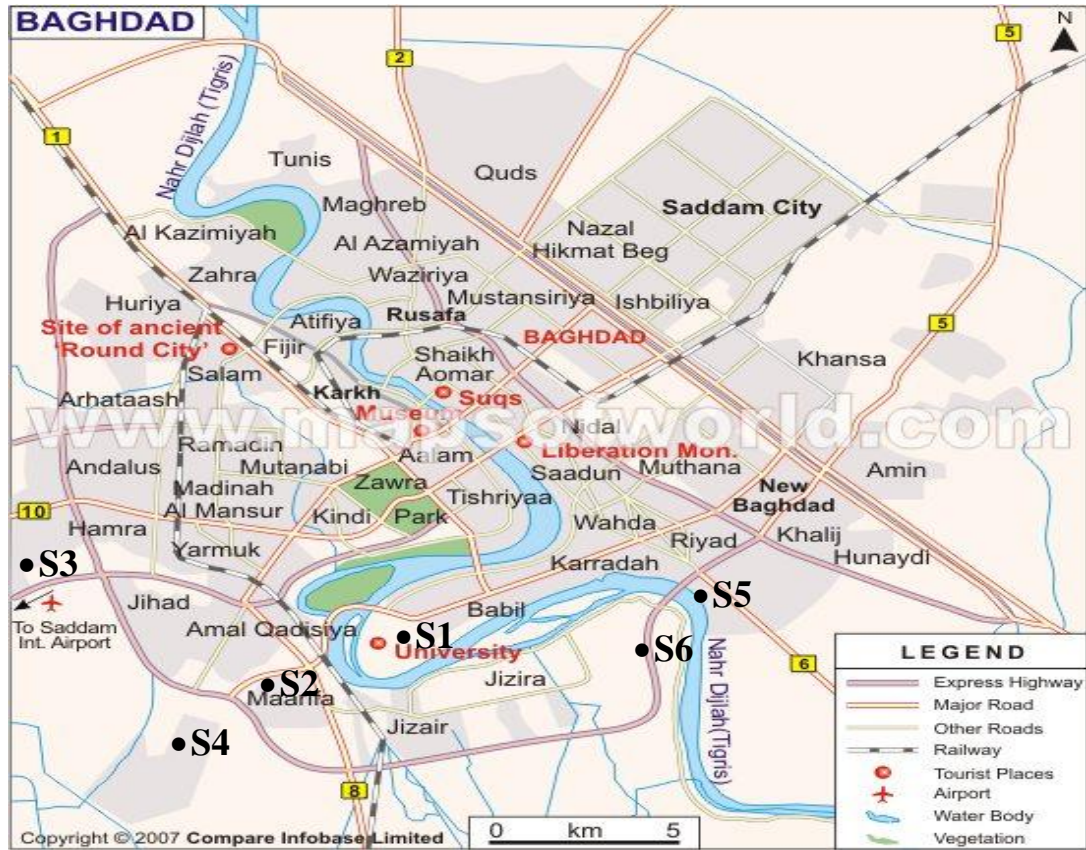 BAGHDAD
N
5
2
1
Nahr Dijlah (Tigris)
Tunis
Quds
Maghreb
Saddam City
Al Kazimiyah
Al Azamiyah
Nazal
Hikmat Beg
Zahra
Waziriya
Huriya
Mustansiriya
Ishbiliya
Atifiya
Rusafa
5
Site of ancient
'Round City'
BAGHDAD
Fijir
Shaikh
Aomar
Khansa
Salam
Karkh
Suqs
Arhataash
Museum
www.mapsofworld.com
Nidal
Ramadin
Aalam
Liberation Mon.
Andalus
Mutanabi
Saadun
Muthana
Amin
Madinah
Al Mansur
Zawra
Park
Tishriyaa
New
Baghdad
10
Kindi
Hamra
Wahda
Riyad
Khalij
Yarmuk
Karradah
Hunaydi
S3
Jihad
Babil
S5
To Saddam
Int. Airport
Amal Qadisiya
S1
University
S6
6
Nahr Dijlah(Tigris)
S2
Maarifa
Jizira
Jizair
S4
8
LEGEND
Express Highway
Major Road
Other Roads
Railway
Tourist Places
Airport
Water Body
Vegetation
Copyright © 2007 Compare Infobase Limited
0 km 5